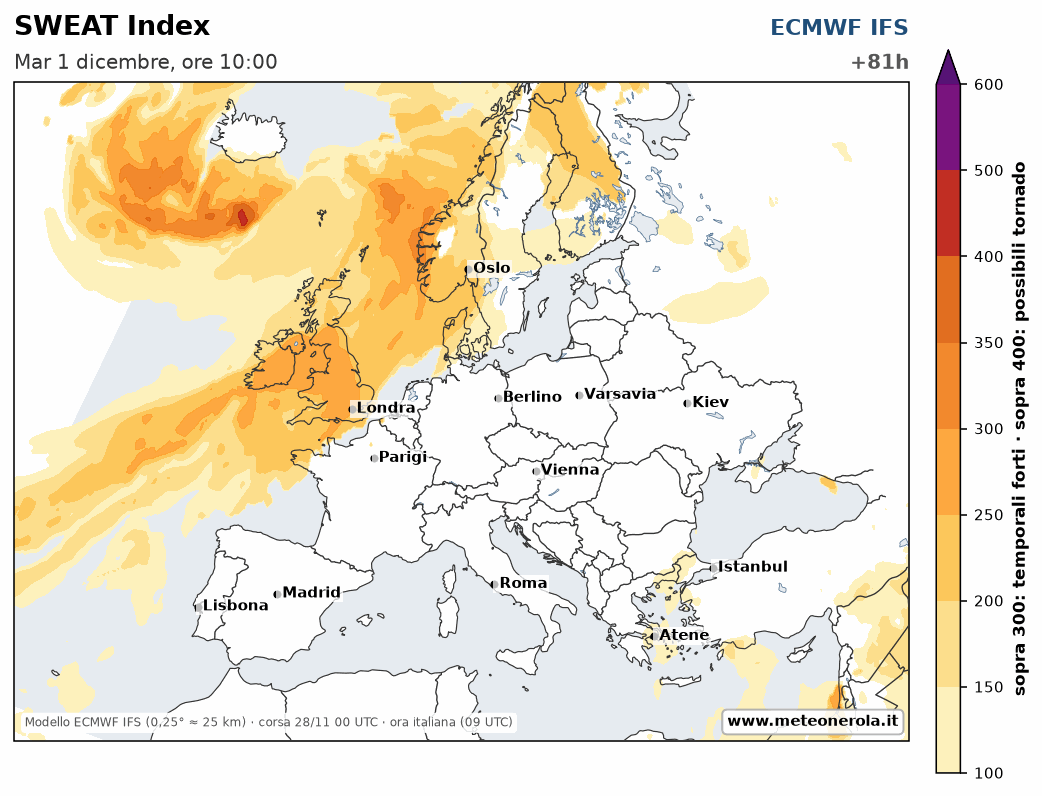 SWEAT Index
ECMWF IFS
Mar 1 dicembre, ore 10:00
+81h
600
500
400
350
300
250
200
150
100
sopra 300: temporali forti · sopra 400: possibili tornado
Oslo
Berlino
Varsavia
Kiev
Londra
Parigi
Vienna
Istanbul
Roma
Madrid
Lisbona
Atene
Modello ECMWF IFS (0,25° ≈ 25 km) · corsa 28/11 00 UTC · ora italiana (09 UTC)
www.meteonerola.it